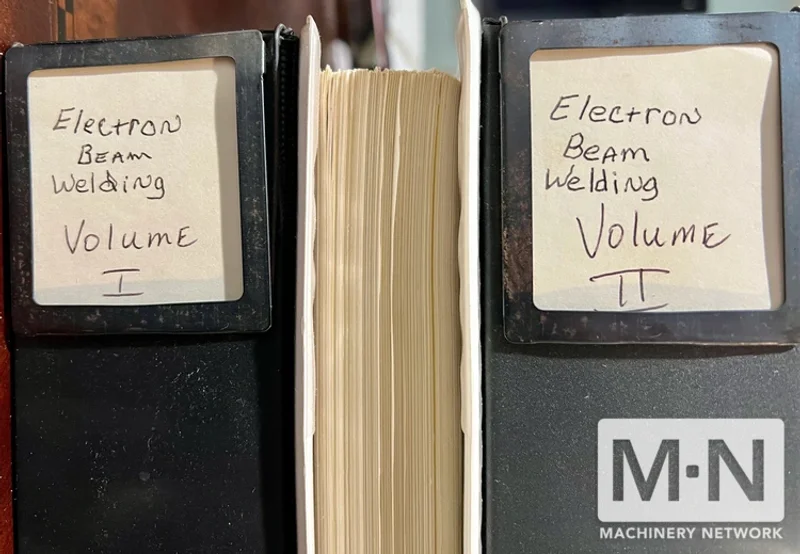 Electron
Beam
Welding
Volume
I
Electron
Beam
Welding
Volume
II
M·N
MACHINERY NETWORK